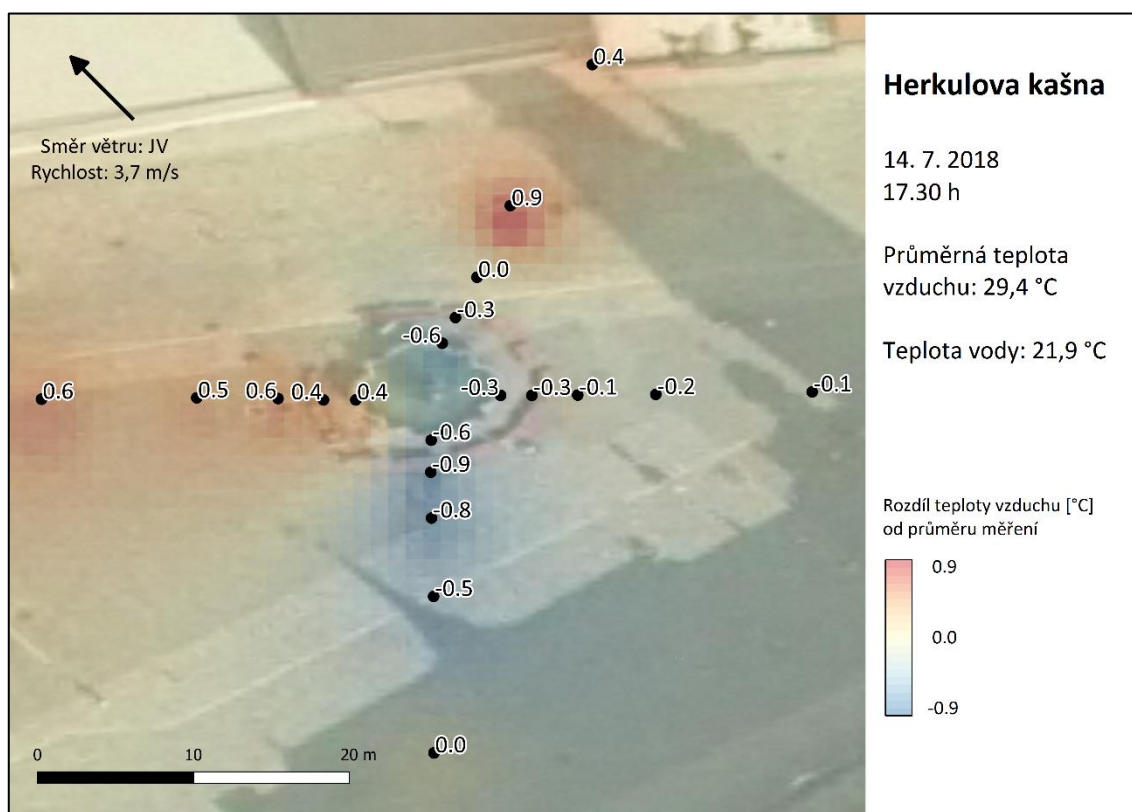 0.4
Směr větru: JV
Rychlost: 3,7 m/s
0.9
0.0
-0.3
-0.6
0.6
0.5
0.6
0.4
0.4
-0.3
-0.3
-0.1
-0.2
-0.1
-0.6
-0.9
-0.8
-0.5
0.0
0
10
20 m
Herkulova kašna
14. 7. 2018
17.30 h
Průměrná teplota
vzduchu: 29,4 °C
Teplota vody: 21,9 °C
Rozdíl teploty vzduchu [°C]
od průměru měření
0.9
0.0
-0.9